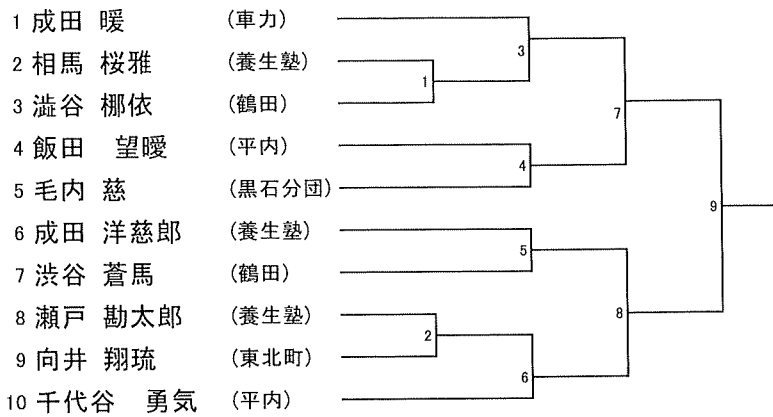 1 成田 暖 (車力)
2 相馬 桜雅 (養生塾)
3 澁谷 梛依 (鶴田)
4 飯田 望曖 (平内)
5 毛内 慈 (黒石分団)
6 成田 洋慈郎 (養生塾)
7 渋谷 蒼馬 (鶴田)
8 瀬戸 勘太郎 (養生塾)
9 向井 翔琉 (東北町)
10 千代谷 勇気 (平内)
3
1
7
4
9
5
8
2
6